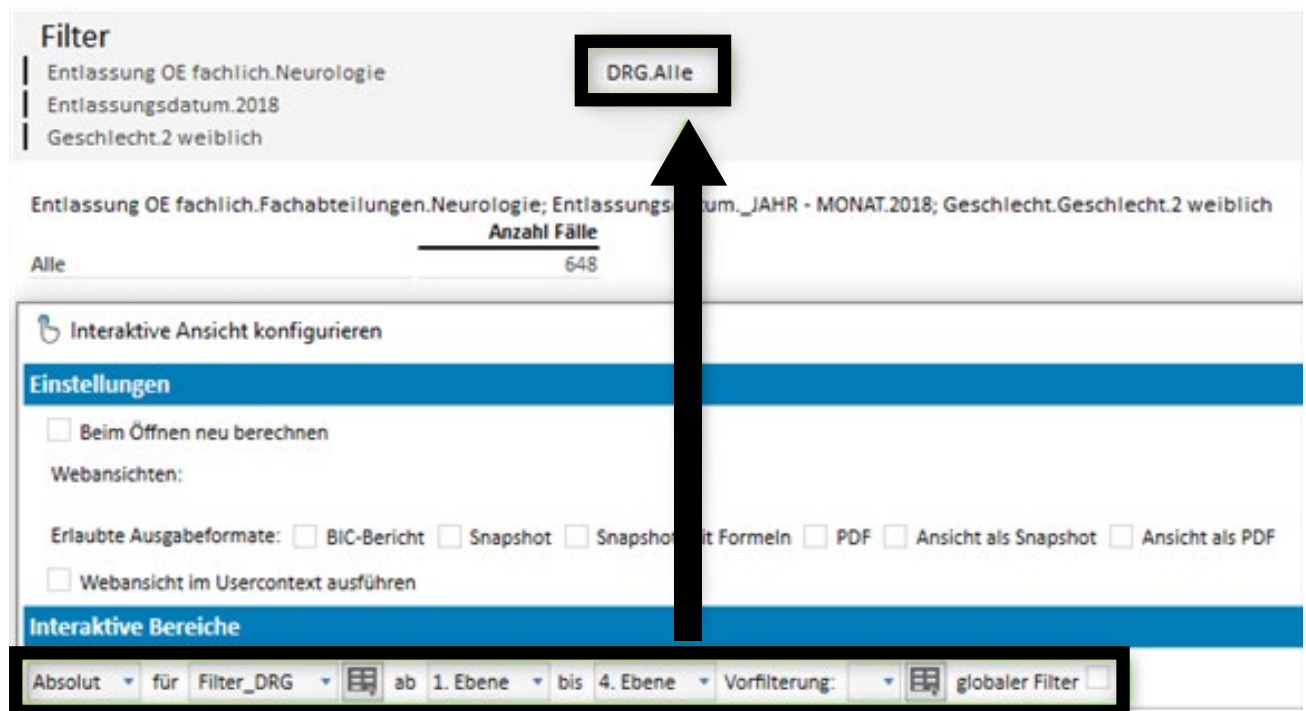 Filter
Entlassung OE fachlich.Neurologie DRG.Alle
Entlassungsdatum.2018
Geschlecht.2 weiblich
Entlassung OE fachlich.Fachabteilungen.Neurologie; Entlassungs um._JAHR - MONAT.2018; Geschlecht.Geschlecht.2 weiblich
Anzahl Fälle
Alle 648
Interaktive Ansicht konfigurieren
Einstellungen
Beim Öffnen neu berechnen
Webansichten:
Erlaubte Ausgabeformate: BIC-Bericht Snapshot Snapshot it Formeln PDF Ansicht als Snapshot Ansicht als PDF
Webansicht im Usercontext ausführen
Interaktive Bereiche
Absolut für Filter_DRG ab 1. Ebene bis 4. Ebene Vorfilterung: globaler Filter